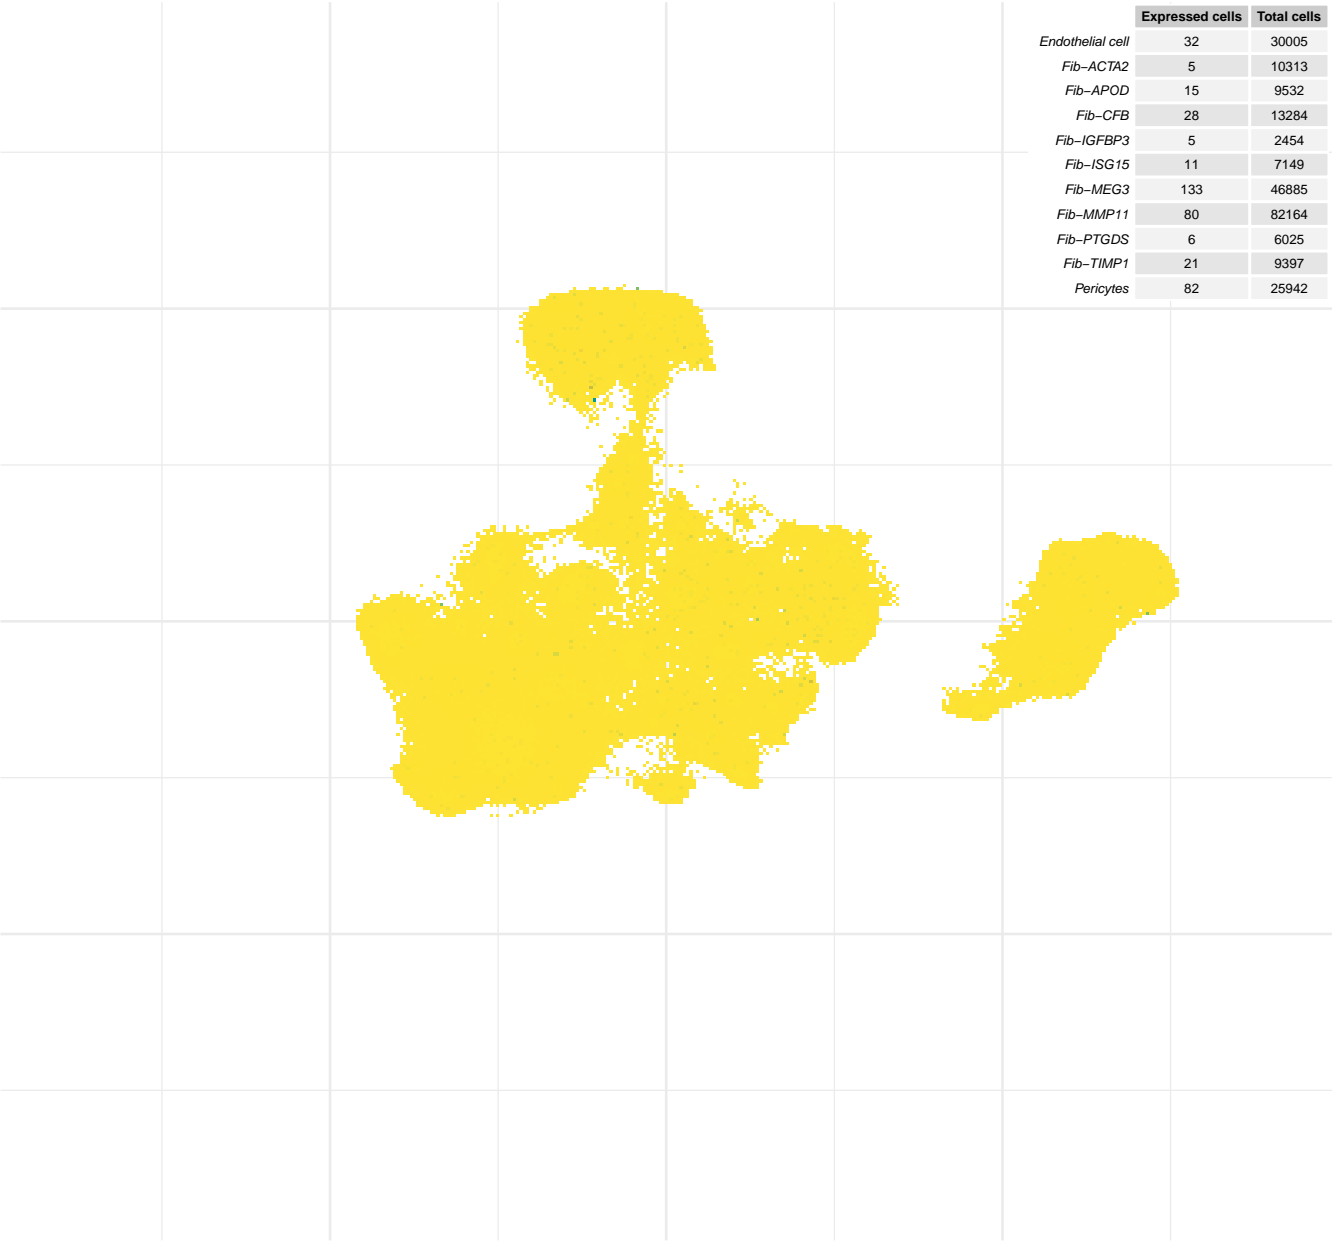 Expressed cells Total cells
Endothelial cell 32 30005
Fib−ACTA2 5 10313
Fib−APOD 15 9532
Fib−CFB 28 13284
Fib−IGFBP3 5 2454
Fib−ISG15 11 7149
Fib−MEG3 133 46885
Fib−MMP11 80 82164
Fib−PTGDS 6 6025
Fib−TIMP1 21 9397
Pericytes 82 25942